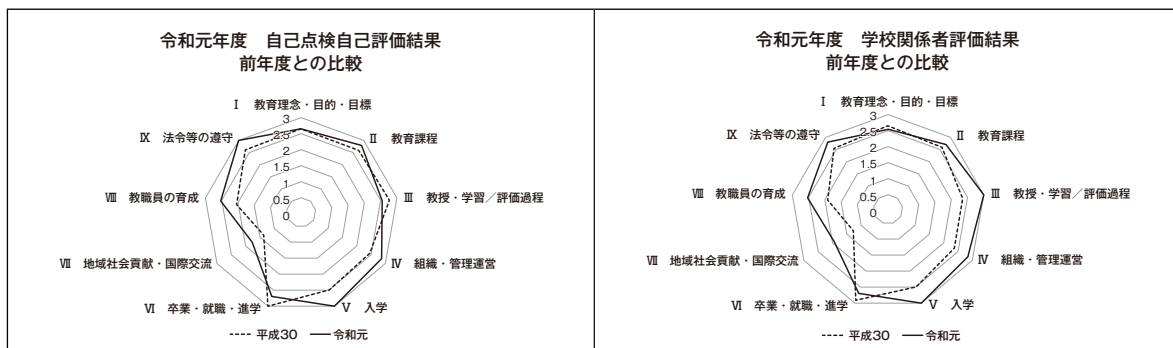 令和元年度　自己点検自己評価結果
前年度との比較
Ⅰ　教育理念・目的・目標
Ⅱ　教育課程
Ⅲ　教授・学習／評価過程
Ⅳ　組織・管理運営
Ⅴ　入学
Ⅵ　卒業・就職・進学
Ⅶ　地域社会貢献・国際交流
Ⅷ　教職員の育成
Ⅸ　法令等の遵守
3
2.5
2
1.5
1
0.5
0
平成30　令和元
令和元年度　学校関係者評価結果
前年度との比較
Ⅰ　教育理念・目的・目標
Ⅱ　教育課程
Ⅲ　教授・学習／評価過程
Ⅳ　組織・管理運営
Ⅴ　入学
Ⅵ　卒業・就職・進学
Ⅶ　地域社会貢献・国際交流
Ⅷ　教職員の育成
Ⅸ　法令等の遵守
3
2.5
2
1.5
1
0.5
0
平成30　令和元